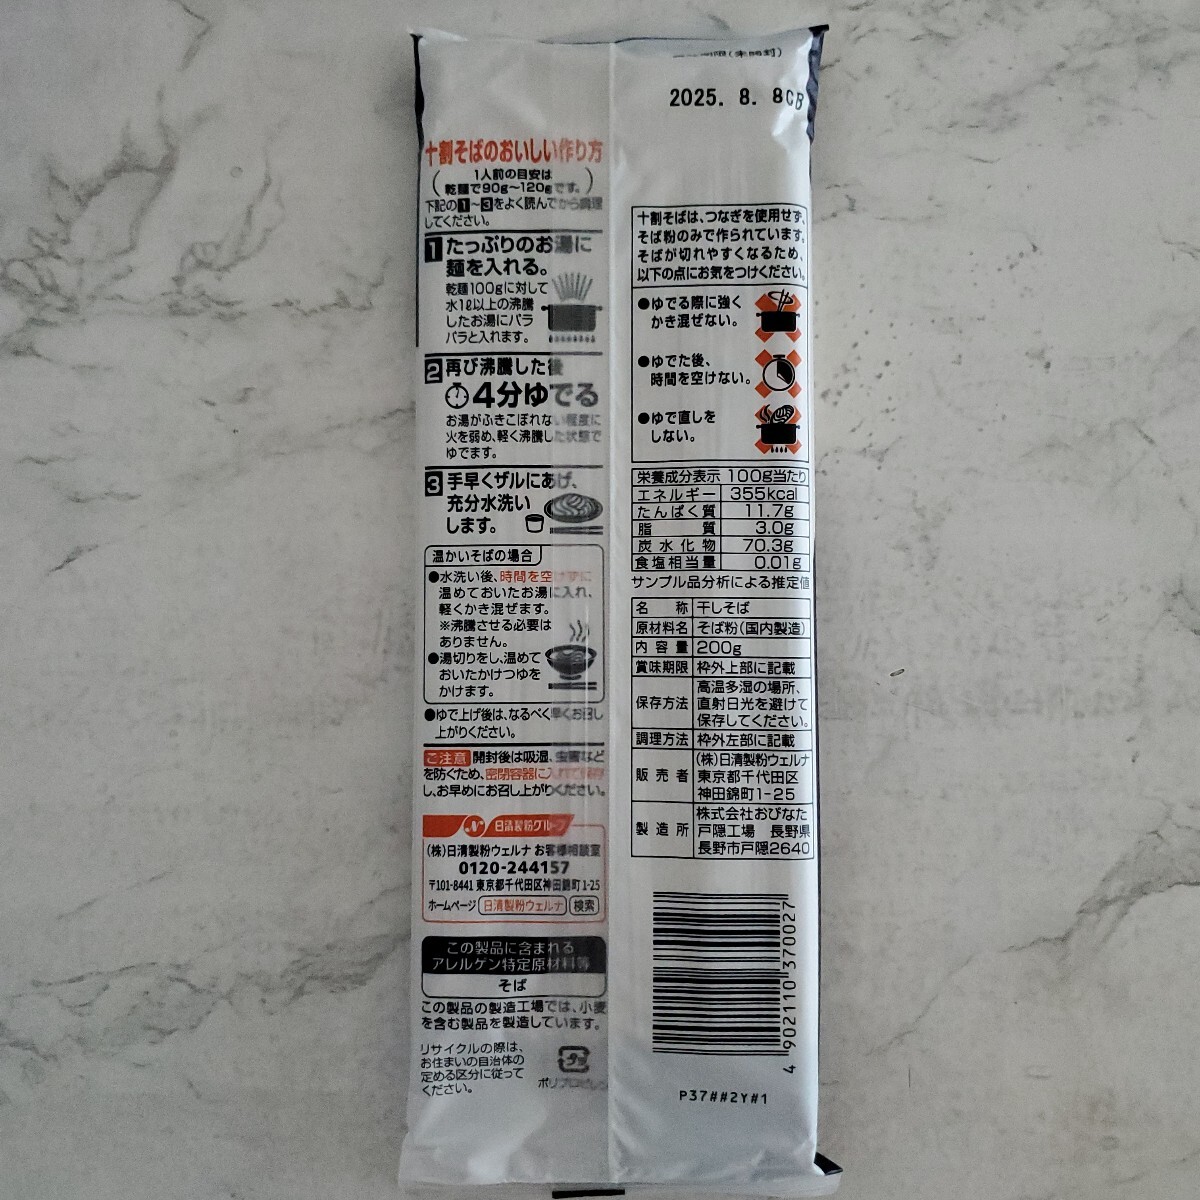 (未開封)
2025. 8. 8CB
十割そばのおいしい作り方
(1人前の目安は
乾麺で90g~120gです。)
下記の1~3をよく読んでから調理
してください。
1 たっぷりのお湯に
麺を入れる。
乾麺100gに対して
水1ℓ以上の沸騰
したお湯にパラ
パラと入れます。
2 再び沸騰した後
4分ゆでる
お湯がふきこぼれない程度に
火を弱め、軽く沸騰した状態で
ゆでます。
3 手早くザルにあげ、
充分水洗い
します。
温かいそばの場合
●水洗い後、時間を空けずに
温めておいたお湯に入れ、
軽くかき混ぜます。
※沸騰させる必要は
ありません。
●湯切りをし、温めて
おいたかけつゆを
かけます。
●ゆで上げ後は、なるべく早くお召し
上がりください。
ご注意 開封後は吸湿、虫害など
を防ぐため、密閉容器に入れて保存
し、お早めにお召し上がりください。
日清製粉グループ
(株)日清製粉ウェルナ お客様相談室
0120-244157
〒101-8441 東京都千代田区神田錦町1-25
ホームページ 日清製粉ウェルナ 検索
この製品に含まれる
アレルゲン特定原材料等
そば
この製品の製造工場では、小麦
を含む製品を製造しています。
リサイクルの際は、
お住まいの自治体の
定める区分に従って
ください。
プラ
ポリプロピレン
十割そばは、つなぎを使用せず、
そば粉のみで作られています。
そばが切れやすくなるため、
以下の点にお気をつけください。
●ゆでる際に強く
かき混ぜない。
●ゆでた後、
時間を空けない。
●ゆで直しを
しない。
栄養成分表示 100g当たり
エネルギー 355kcal
たんぱく質 11.7g
脂質 3.0g
炭水化物 70.3g
食塩相当量 0.01g
サンプル品分析による推定値
名称 干しそば
原材料名 そば粉(国内製造)
内容量 200g
賞味期限 枠外上部に記載
保存方法 高温多湿の場所、
直射日光を避けて
保存してください。
調理方法 枠外左部に記載
販売者 (株)日清製粉ウェルナ
東京都千代田区
神田錦町1-25
製造所 株式会社おびなた
戸隠工場 長野県
長野市戸隠2640
4 902110 370027
P37##2Y#1